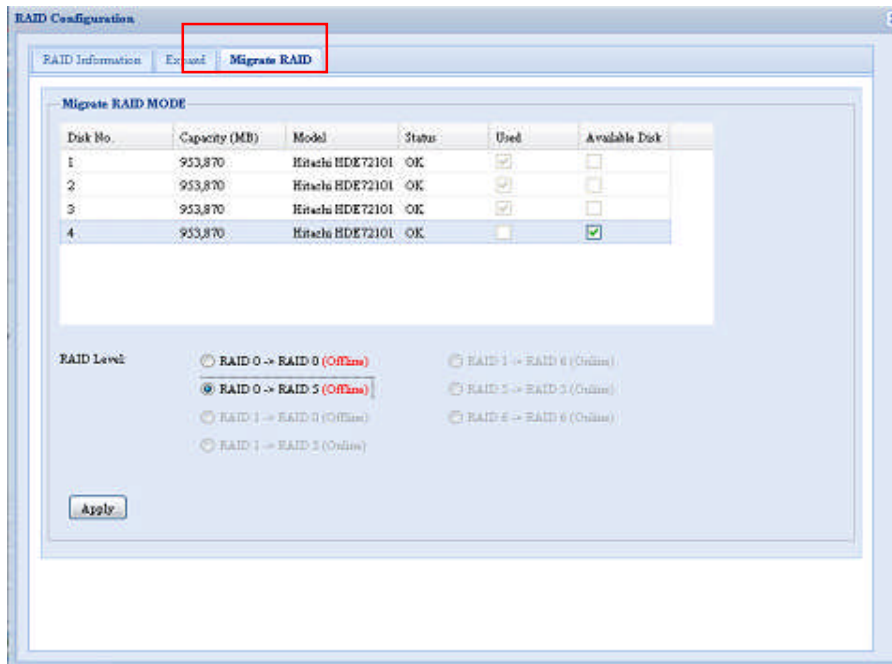 RAID Configuration
RAID Information Expand Migrate RAID
Migrate RAID MODE
Disk No. Capacity (MB) Model Status Used Available Disk
1 953,870 Hitachi HDE72101 OK
2 953,870 Hitachi HDE72101 OK
3 953,870 Hitachi HDE72101 OK
4 953,870 Hitachi HDE72101 OK
RAID Level: RAID 0 -> RAID 0 (Offline) RAID 1 -> RAID 6 (Online)
RAID 0 -> RAID 5 (Offline) RAID 5 -> RAID 5 (Online)
RAID 1 -> RAID 0 (Offline) RAID 6 -> RAID 6 (Online)
RAID 1 -> RAID 5 (Online)
Apply